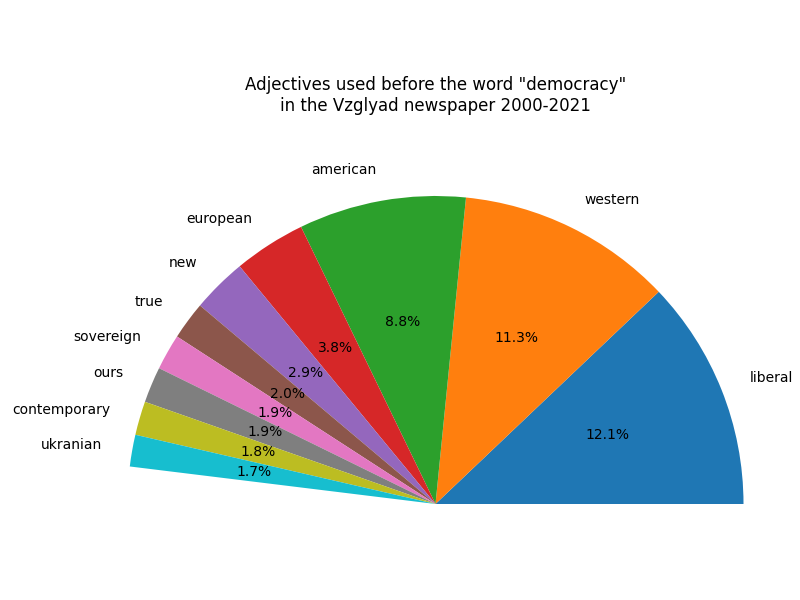 Adjectives used before the word "democracy"
in the Vzglyad newspaper 2000-2021
american
western
european
new
true
sovereign
ours
contemporary
ukranian
liberal
8.8%
11.3%
3.8%
2.9%
2.0%
1.9%
1.9%
1.8%
1.7%
12.1%